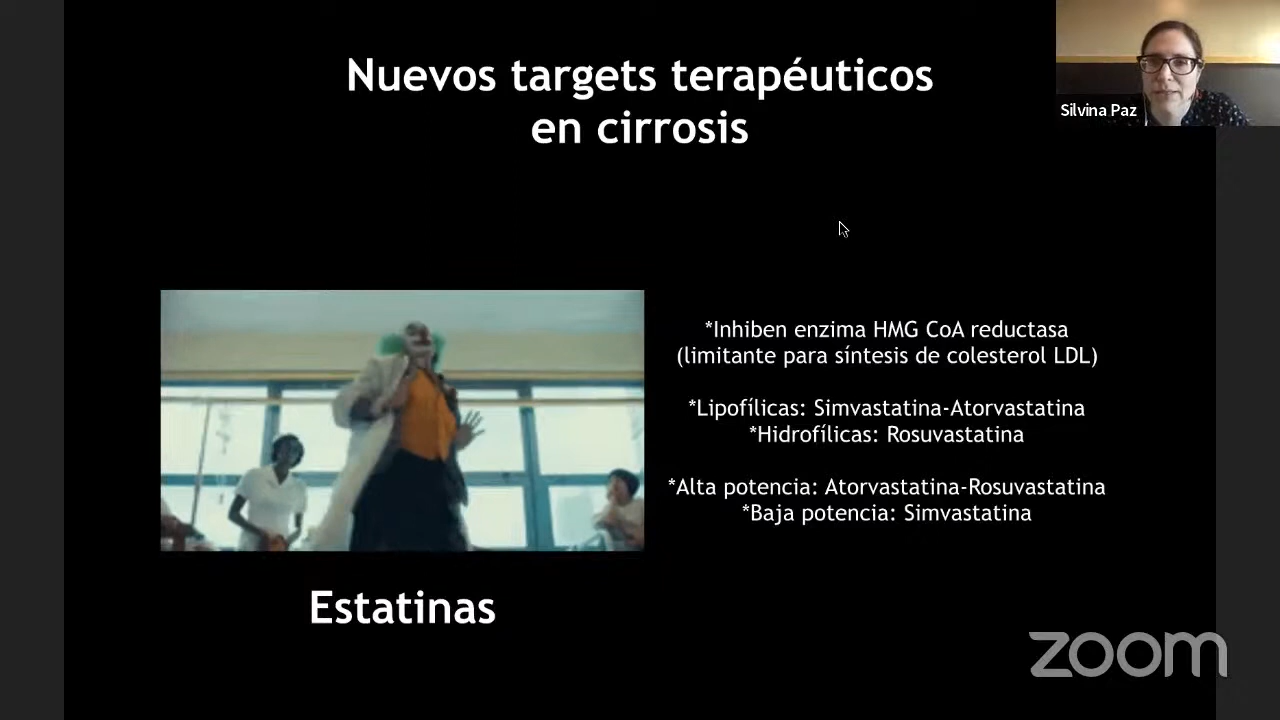 Nuevos targets terapéuticos
en cirrosis
Silvina Paz
*Inhiben enzima HMG CoA reductasa
(limitante para síntesis de colesterol LDL)
*Lipofílicas: Simvastatina-Atorvastatina
*Hidrofílicas: Rosuvastatina
*Alta potencia: Atorvastatina-Rosuvastatina
*Baja potencia: Simvastatina
Estatinas
zoom